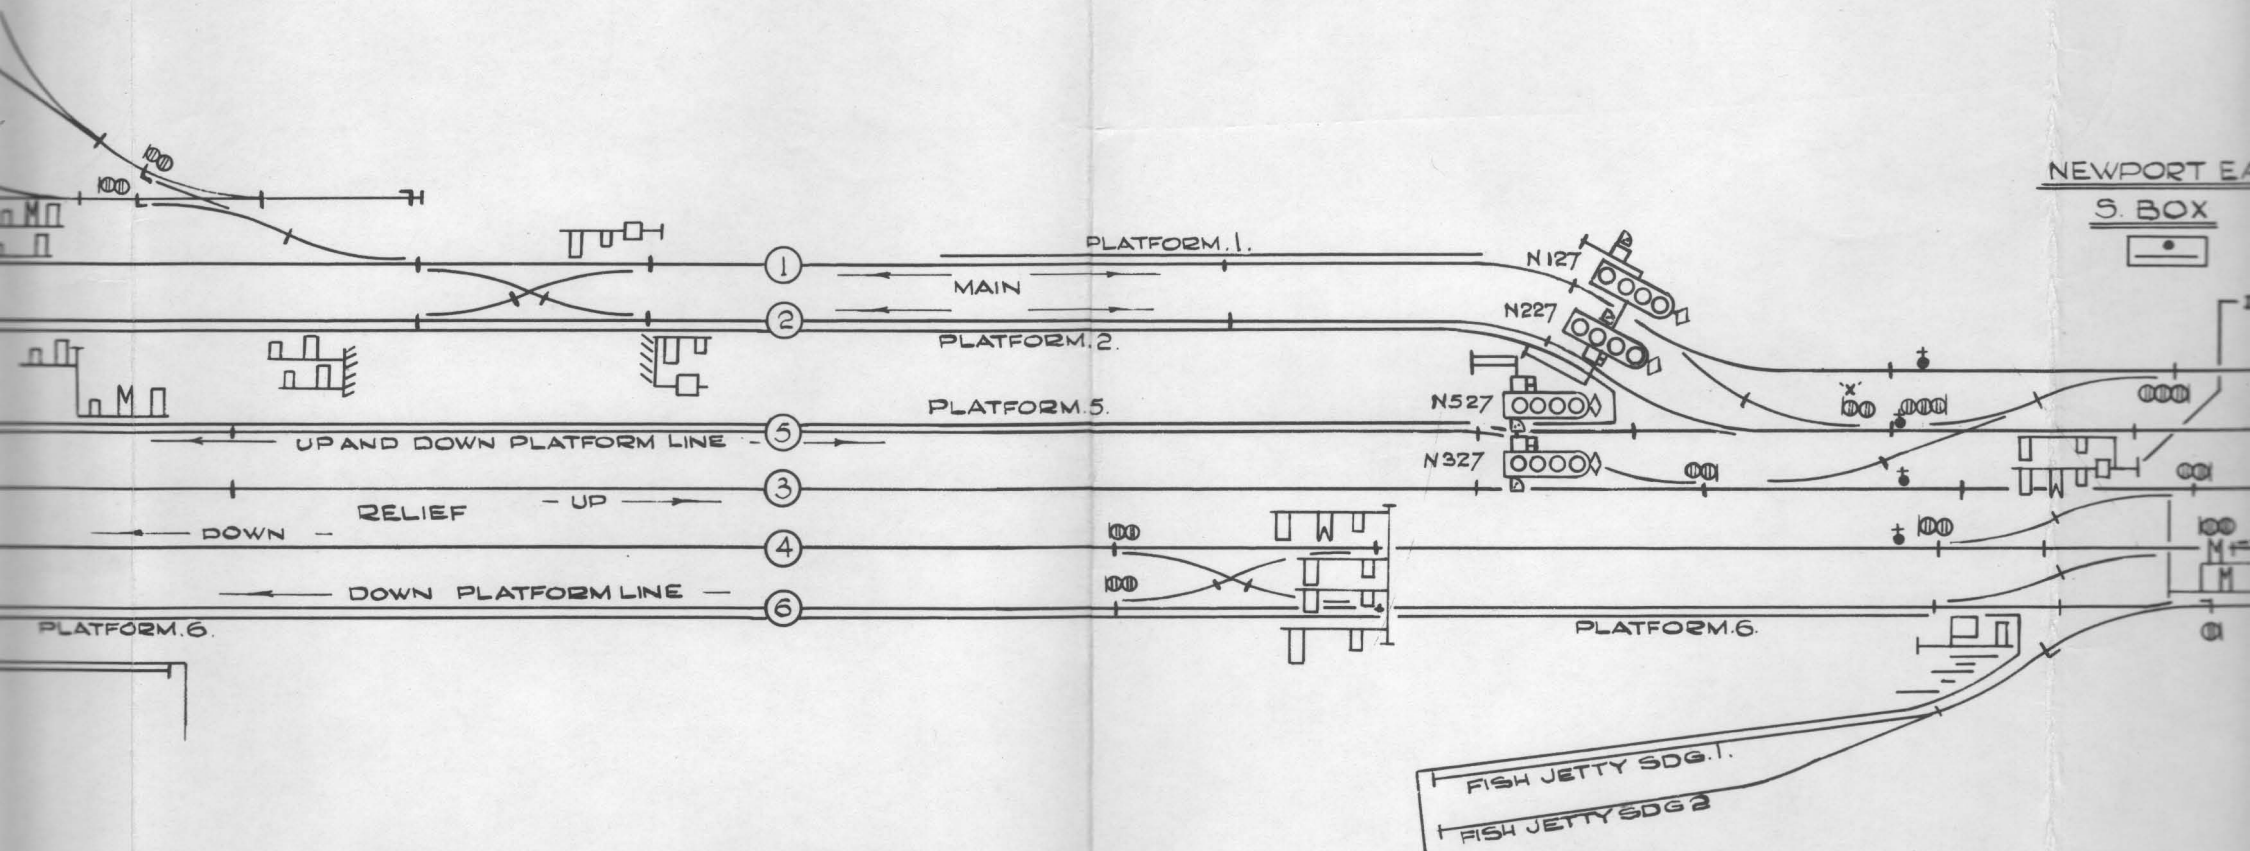 NEWPORT EA
S. BOX
M
PLATFORM.1.
N127
1
MAIN
N227
2
PLATFORM.2.
M
PLATFORM.5.
N527
UP AND DOWN PLATFORM LINE
5
N327
3
RELIEF
UP
DOWN
4
M
M
DOWN PLATFORM LINE
6
PLATFORM.6.
PLATFORM.6.
FISH JETTY SDG.1.
FISH JETTY SDG 2